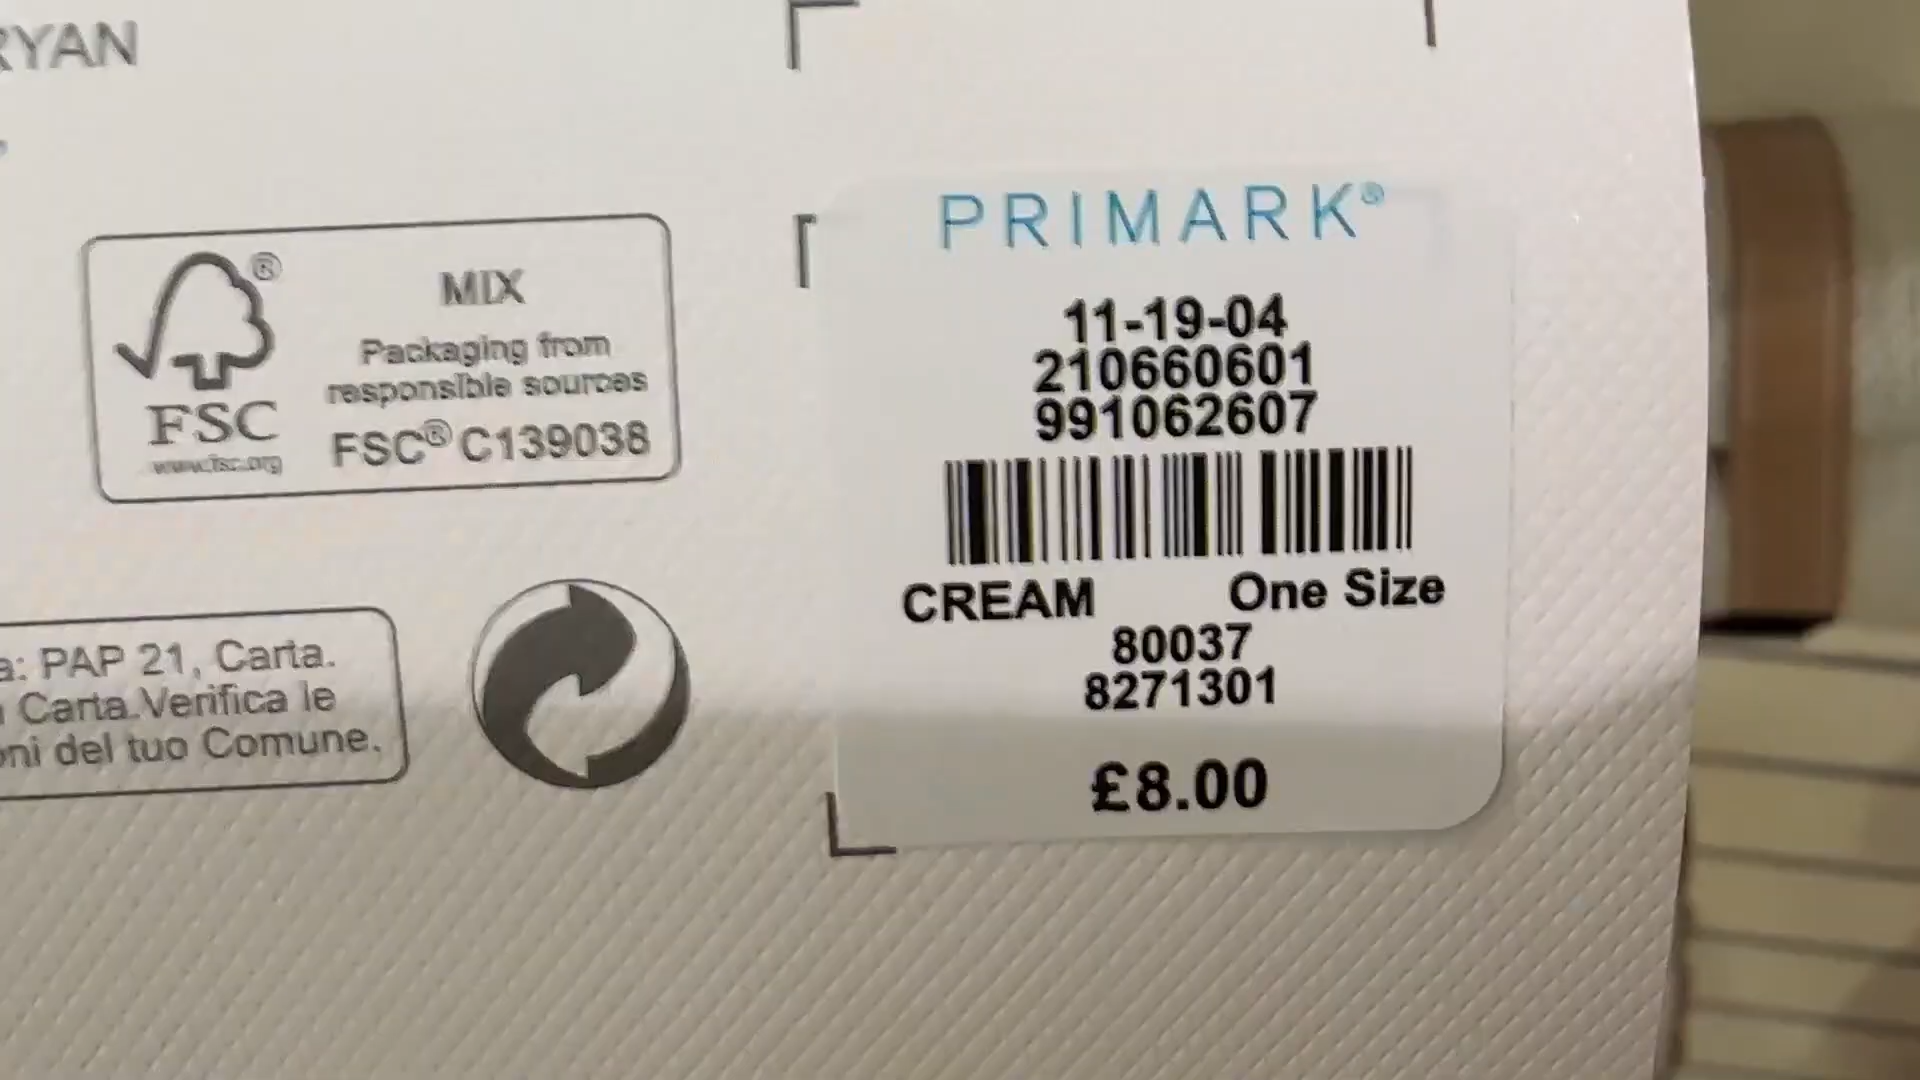 RYAN
MIX
Packaging from
responsible sources
FSC® C139038
®
FSC
www.fsc.org
a: PAP 21, Carta.
Carta.Verifica le
oni del tuo Comune.
PRIMARK®
11-19-04
210660601
991062607
CREAM One Size
80037
8271301
£8.00